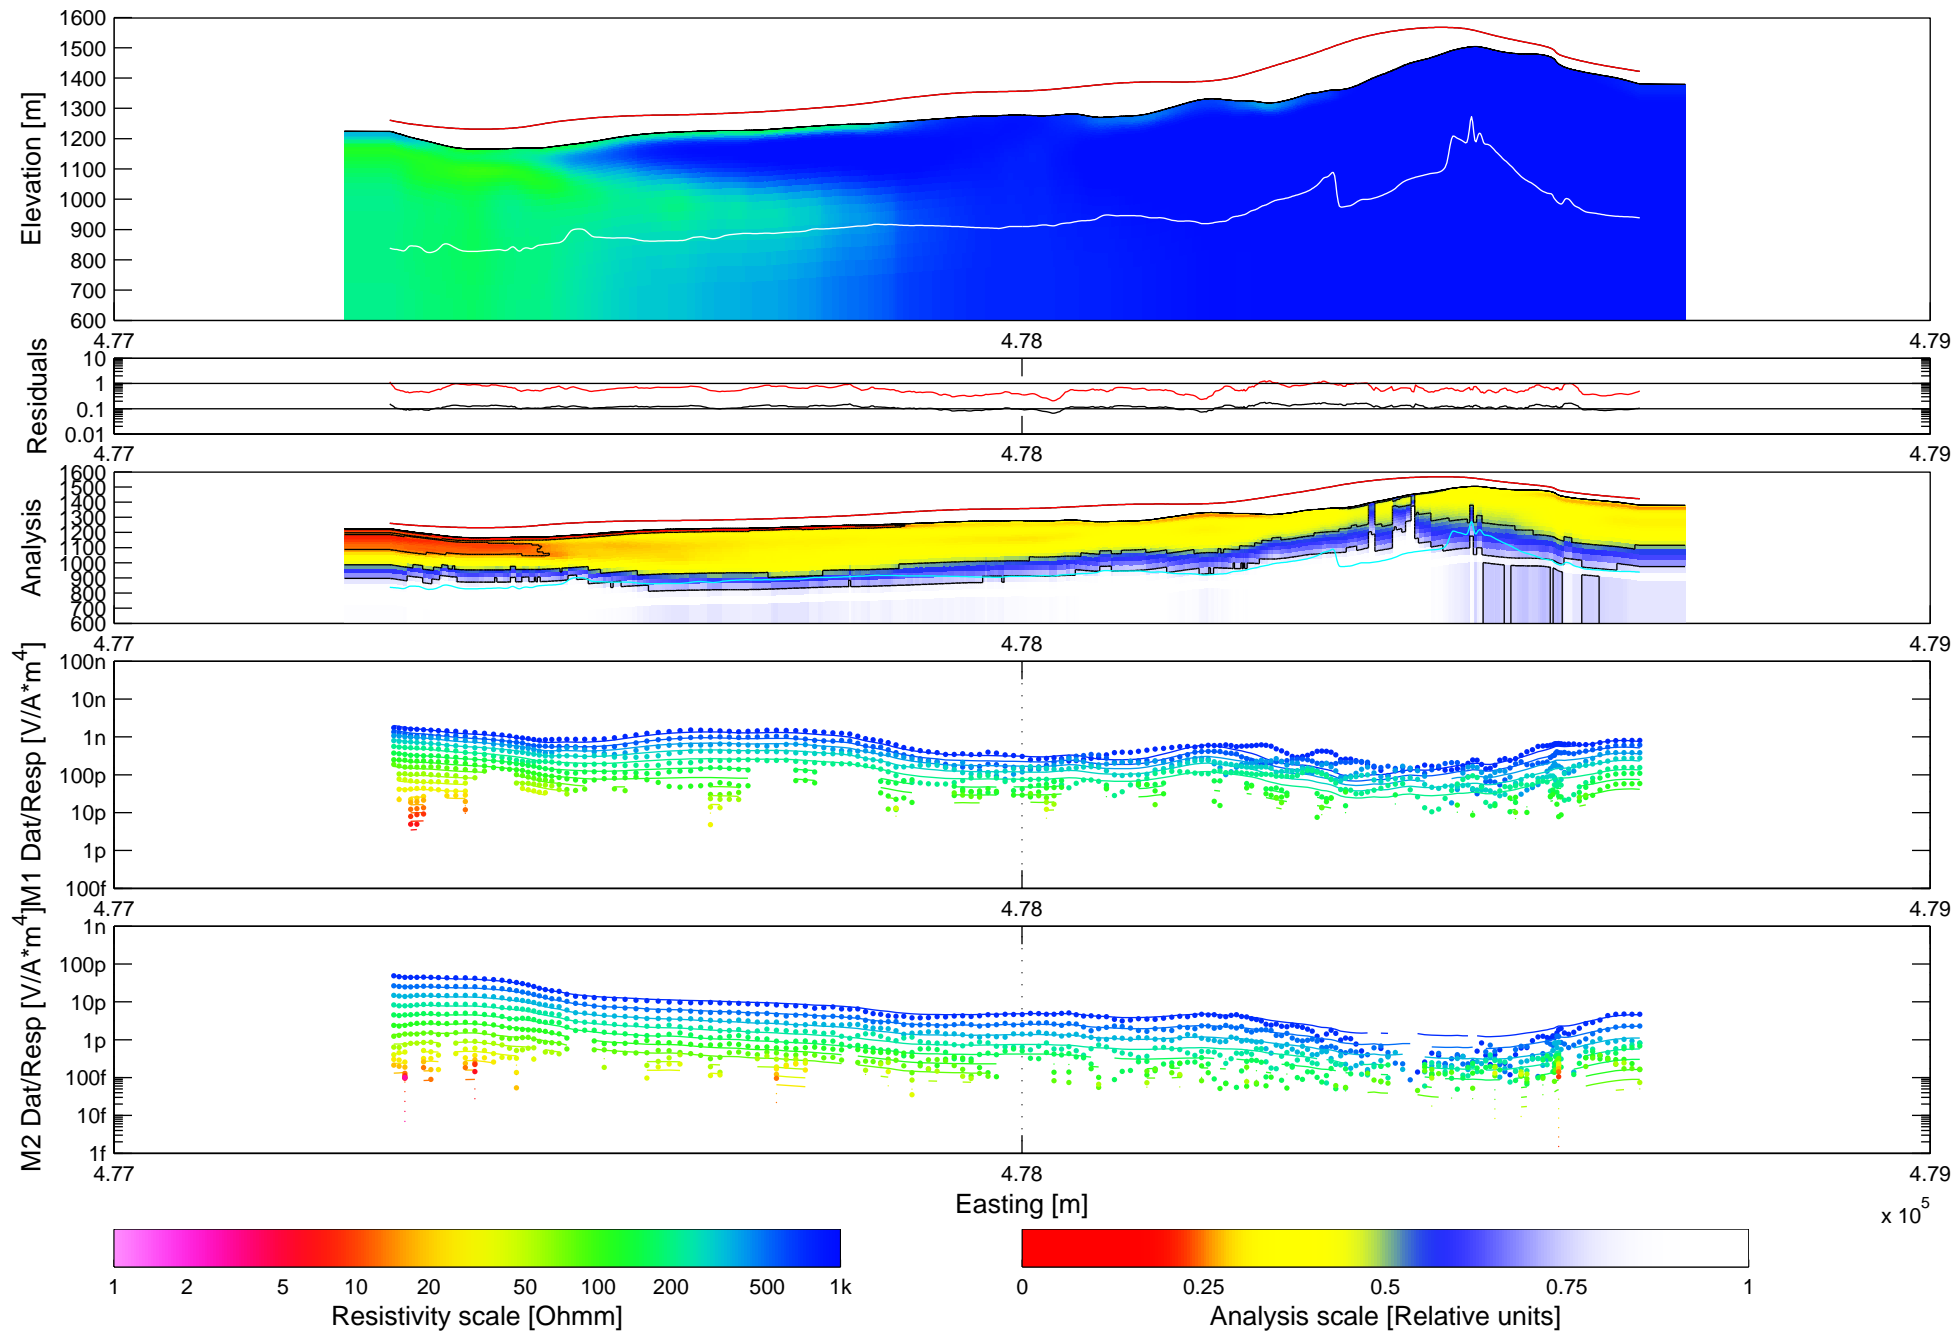 1600
1500
1400
1300
1200
1100
1000
900
800
700
600
Elevation [m]
4.77 4.78 4.79
10
1
0.1
0.01
Residuals
4.77 4.78 4.79
1600
1500
1400
1300
1200
1100
1000
900
800
700
600
Analysis
4.77 4.78 4.79
100n
10n
1n
100p
10p
1p
100f
M1 Dat/Resp [V/A*m^4]
4.77 4.78 4.79
1n
100p
10p
1p
100f
10f
1f
M2 Dat/Resp [V/A*m^4]
4.77 4.78 4.79
Easting [m]
x 10^5
1 2 5 10 20 50 100 200 500 1k
Resistivity scale [Ohmm]
0 0.25 0.5 0.75 1
Analysis scale [Relative units]